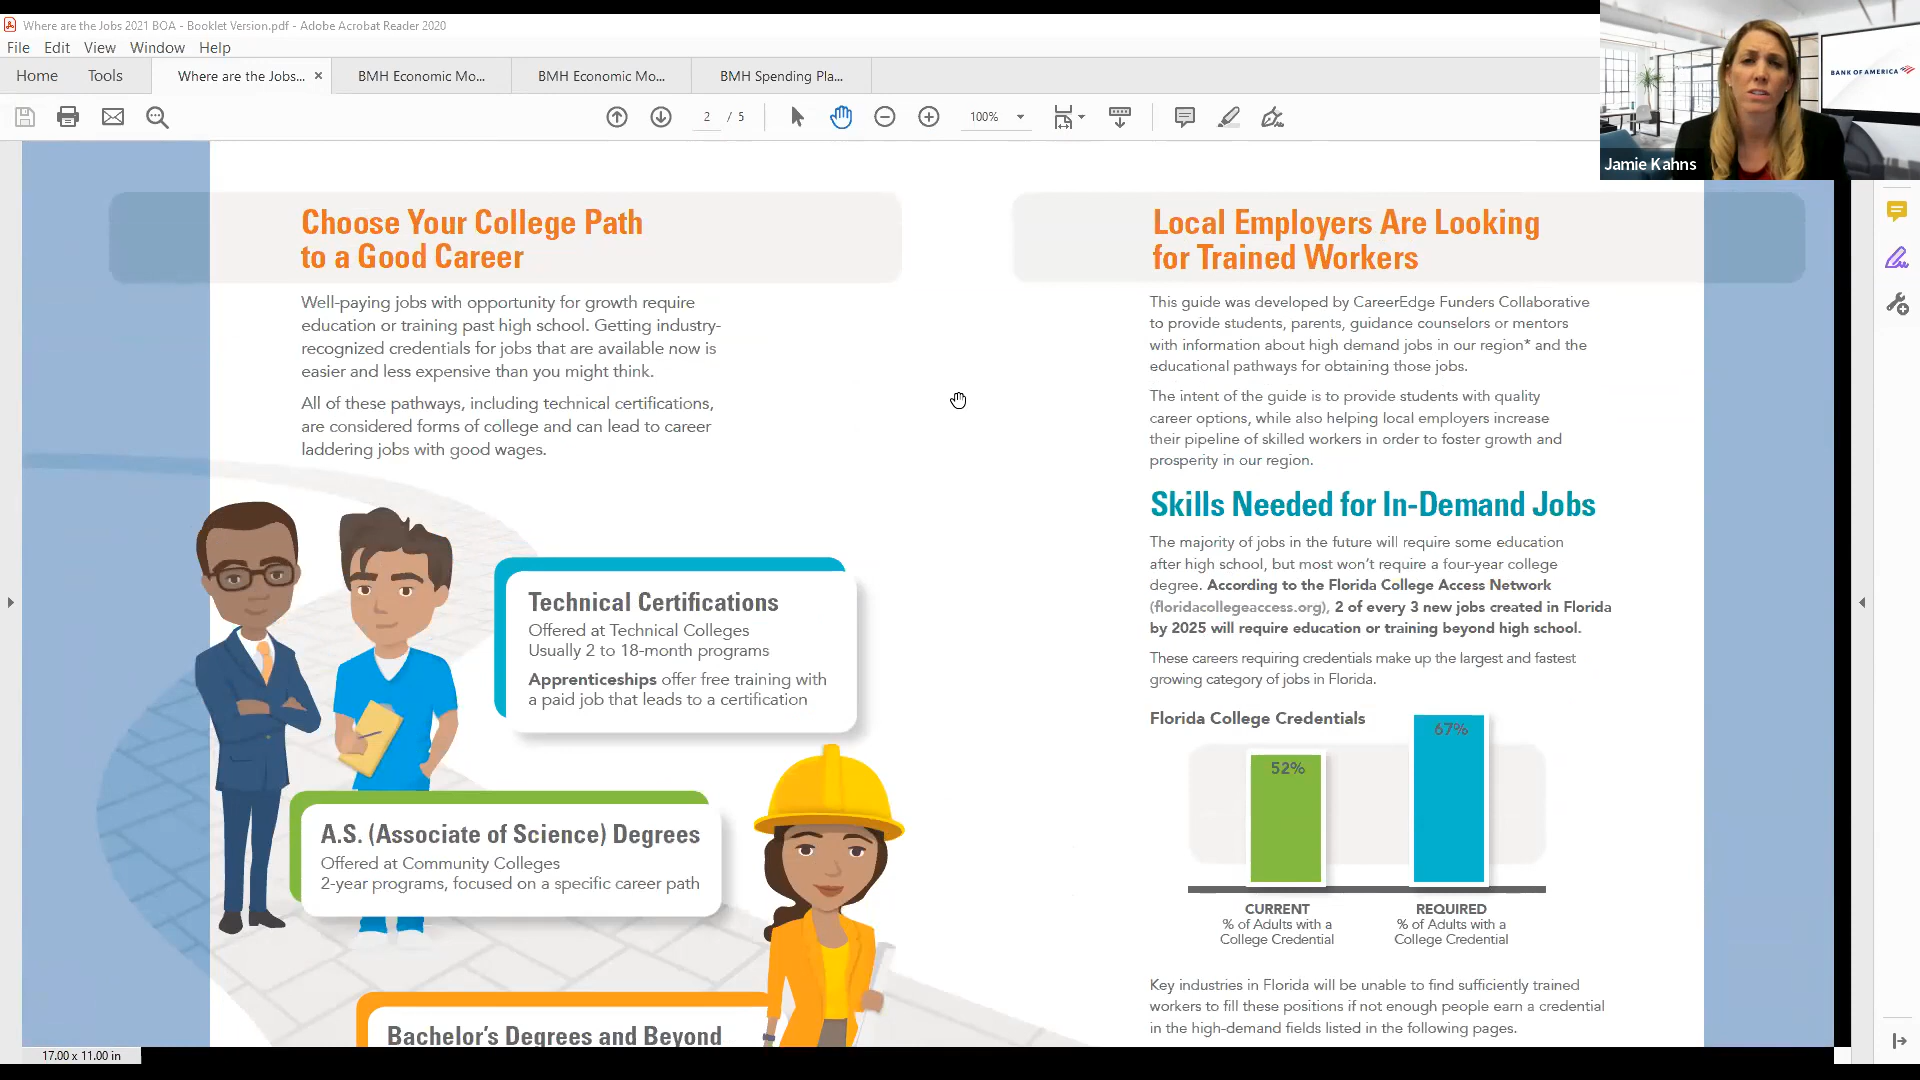 Where are the Jobs 2021 BOA - Booklet Version.pdf - Adobe Acrobat Reader 2020
File Edit View Window Help
Home Tools Where are the Jobs... × BMH Economic Mo... BMH Economic Mo... BMH Spending Pla...
2 / 5 100%
BANK OF AMERICA
Jamie Kahns
Choose Your College Path
to a Good Career
Well-paying jobs with opportunity for growth require
education or training past high school. Getting industry-
recognized credentials for jobs that are available now is
easier and less expensive than you might think.
All of these pathways, including technical certifications,
are considered forms of college and can lead to career
laddering jobs with good wages.
Technical Certifications
Offered at Technical Colleges
Usually 2 to 18-month programs
Apprenticeships offer free training with
a paid job that leads to a certification
A.S. (Associate of Science) Degrees
Offered at Community Colleges
2-year programs, focused on a specific career path
Bachelor's Degrees and Beyond
Local Employers Are Looking
for Trained Workers
This guide was developed by CareerEdge Funders Collaborative
to provide students, parents, guidance counselors or mentors
with information about high demand jobs in our region* and the
educational pathways for obtaining those jobs.
The intent of the guide is to provide students with quality
career options, while also helping local employers increase
their pipeline of skilled workers in order to foster growth and
prosperity in our region.
Skills Needed for In-Demand Jobs
The majority of jobs in the future will require some education
after high school, but most won't require a four-year college
degree. According to the Florida College Access Network
(floridacollegeaccess.org), 2 of every 3 new jobs created in Florida
by 2025 will require education or training beyond high school.
These careers requiring credentials make up the largest and fastest
growing category of jobs in Florida.
Florida College Credentials
52%
67%
CURRENT
% of Adults with a
College Credential
REQUIRED
% of Adults with a
College Credential
Key industries in Florida will be unable to find sufficiently trained
workers to fill these positions if not enough people earn a credential
in the high-demand fields listed in the following pages.
17.00 x 11.00 in